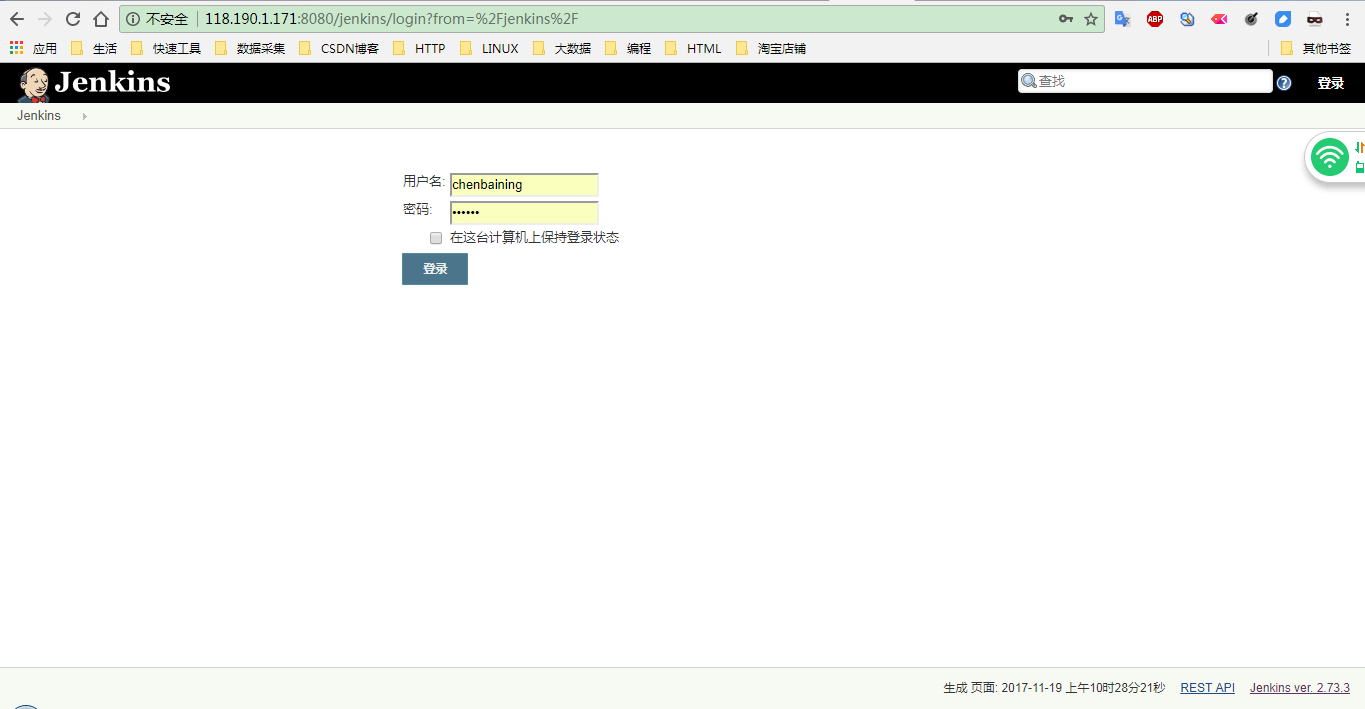 不安全 118.190.1.171:8080/jenkins/login?from=%2Fjenkins%2F
ABP
应用 生活 快速工具 数据采集 CSDN博客 HTTP LINUX 大数据 编程 HTML 淘宝店铺 其他书签
Jenkins 查找 登录
Jenkins
用户名: chenbaining
密码: ••••••
在这台计算机上保持登录状态
登录
生成 页面: 2017-11-19 上午10时28分21秒 REST API Jenkins ver. 2.73.3